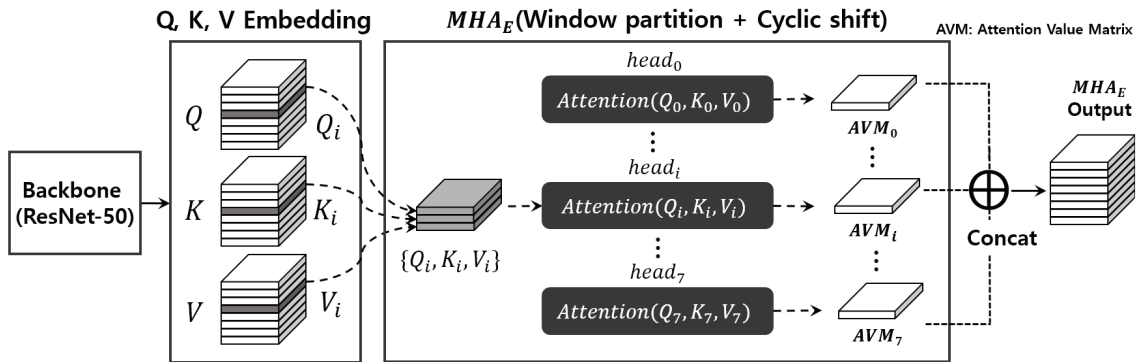 Q, K, V Embedding
MHA_E(Window partition + Cyclic shift)
AVM: Attention Value Matrix
Backbone
(ResNet-50)
Q
Q_i
K
K_i
V
V_i
{Q_i, K_i, V_i}
head_0
Attention(Q_0, K_0, V_0)
AVM_0
head_i
Attention(Q_i, K_i, V_i)
AVM_i
head_7
Attention(Q_7, K_7, V_7)
AVM_7
Concat
MHA_E
Output